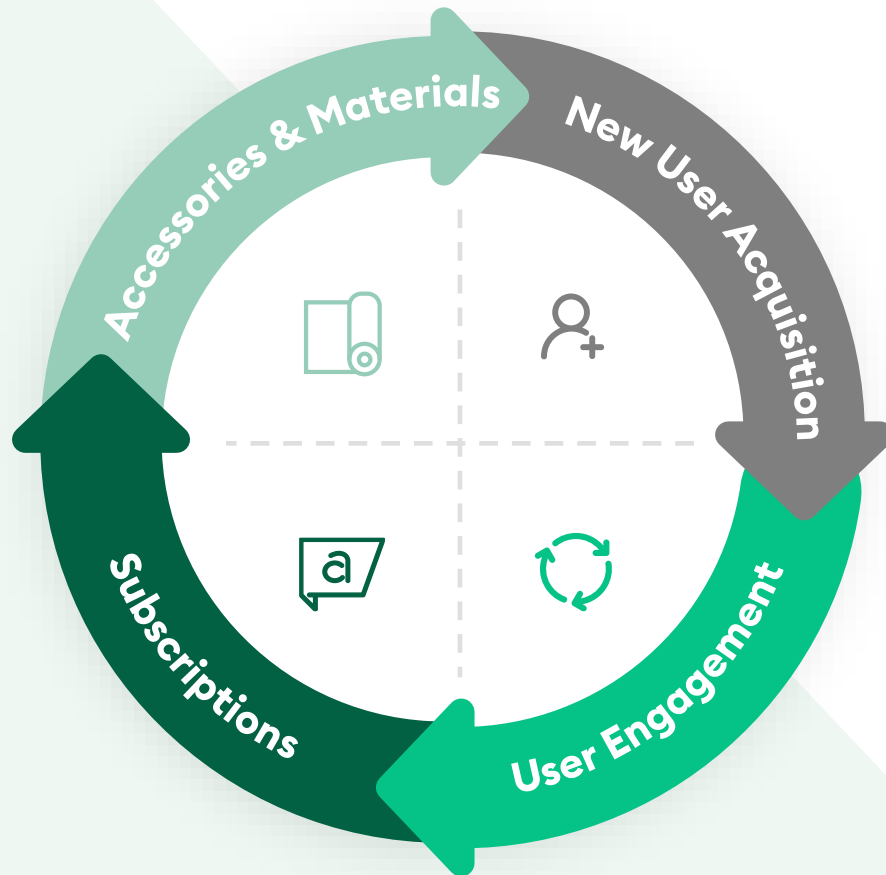 Accessories & Materials
New User Acquisition
User Engagement
Subscriptions
a